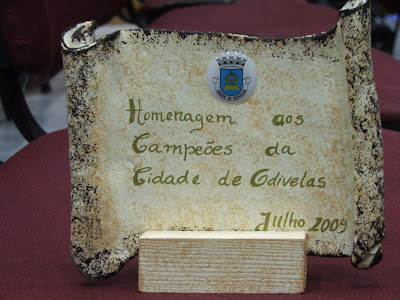 Homenagem aos
Campeões da
Cidade de Odivelas
Julho 2009